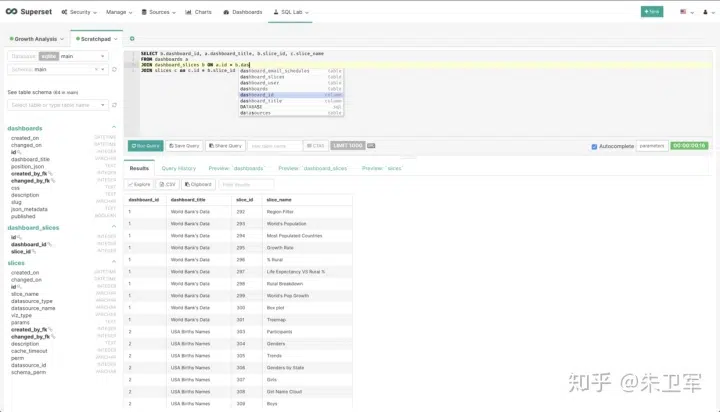 Superset
Security
Manage
Sources
Charts
Dashboards
SQL Lab
New
Growth Analysis
Scratchpad
Database: sqlite main
Schema: main
See table schema (64 in main)
Select table or type table name
dashboards
created_on DATETIME
changed_on DATETIME
id INTEGER
dashboard_title VARCHAR
position_json TEXT
created_by_fk INTEGER
changed_by_fk INTEGER
css TEXT
description TEXT
slug VARCHAR
json_metadata TEXT
published BOOLEAN
dashboard_slices
id INTEGER
dashboard_id INTEGER
slice_id INTEGER
slices
created_on DATETIME
changed_on DATETIME
id INTEGER
slice_name VARCHAR
datasource_type VARCHAR
datasource_name VARCHAR
viz_type VARCHAR
params TEXT
created_by_fk INTEGER
changed_by_fk INTEGER
description TEXT
cache_timeout INTEGER
perm VARCHAR
datasource_id INTEGER
schema_perm VARCHAR
1 SELECT b.dashboard_id, a.dashboard_title, b.slice_id, c.slice_name
2 FROM dashboards a
3 JOIN dashboard_slices b ON a.id = b.das
4 JOIN slices c on c.id = b.slice_id
dashboard_email_schedules table
dashboard_slices table
dashboard_user table
dashboards table
dashboard_id column
dashboard_title column
DATABASE sql
datasources table
Run Query
Save Query
Share Query
.CSV
LIMIT 1000
Autocomplete
parameters
00:00:00.16
Results
Query History
Preview: `dashboards`
Preview: `dashboard_slices`
Preview: `slices`
Explore
.CSV
Clipboard
Filter Results
dashboard_id dashboard_title slice_id slice_name
1 World Bank's Data 292 Region Filter
1 World Bank's Data 293 World's Population
1 World Bank's Data 294 Most Populated Countries
1 World Bank's Data 295 Growth Rate
1 World Bank's Data 296 % Rural
1 World Bank's Data 297 Life Expectancy VS Rural %
1 World Bank's Data 298 Rural Breakdown
1 World Bank's Data 299 World's Pop Growth
1 World Bank's Data 300 Box plot
1 World Bank's Data 301 Treemap
2 USA Births Names 303 Participants
2 USA Births Names 304 Genders
2 USA Births Names 305 Trends
2 USA Births Names 306 Genders by State
2 USA Births Names 307 Girls
2 USA Births Names 308 Girl Name Cloud
2 USA Births Names 309 Boys
知乎 @朱卫军